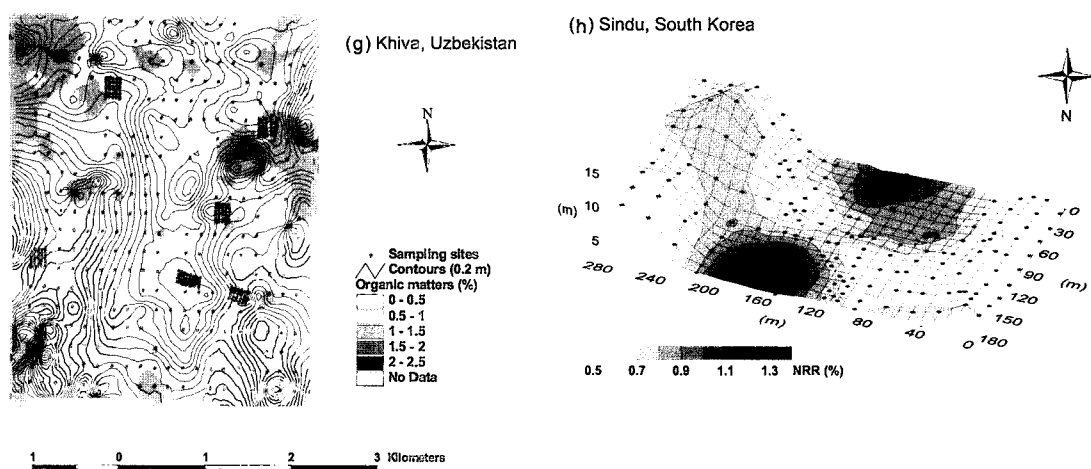 (g) Khiva, Uzbekistan
N
Sampling sites
Contours (0.2 m)
Organic matters (%)
0 - 0.5
0.5 - 1
1 - 1.5
1.5 - 2
2 - 2.5
No Data
1 0 1 2 3 Kilometers
(h) Sindu, South Korea
N
15
(m) 10
5
280 240 200 160 120 80 40 0
(m)
0 30 60 90 120 150 180
(m)
0.5 0.7 0.9 1.1 1.3 NRR (%)